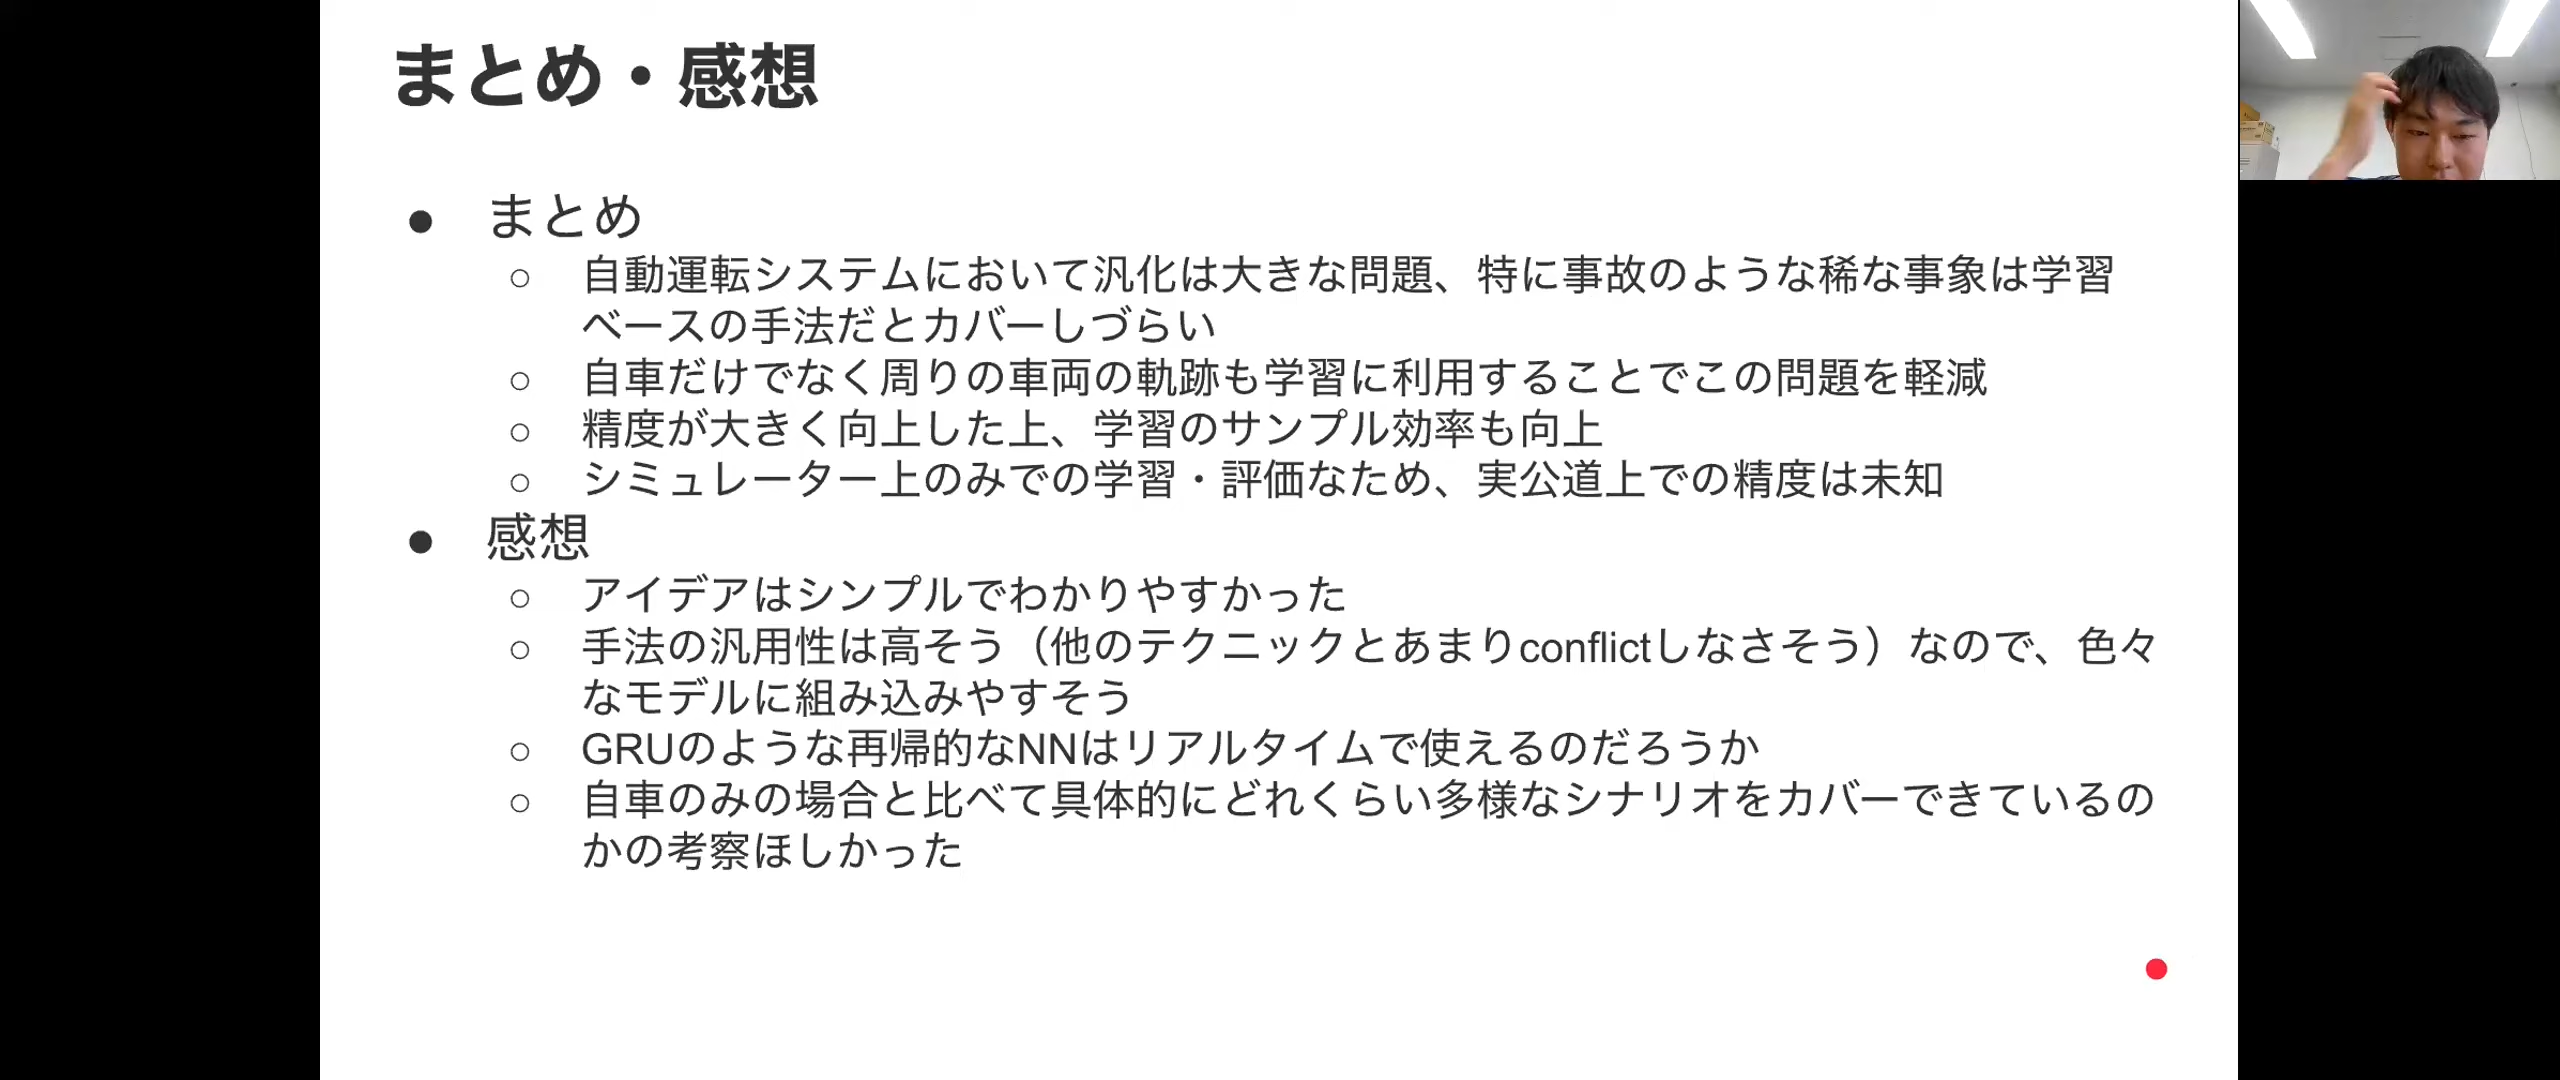 まとめ・感想
● まとめ
○ 自動運転システムにおいて汎化は大きな問題、特に事故のような稀な事象は学習
ベースの手法だとカバーしづらい
○ 自車だけでなく周りの車両の軌跡も学習に利用することでこの問題を軽減
○ 精度が大きく向上した上、学習のサンプル効率も向上
○ シミュレーター上のみでの学習・評価なため、実公道上での精度は未知
● 感想
○ アイデアはシンプルでわかりやすかった
○ 手法の汎用性は高そう（他のテクニックとあまりconflictしなさそう）なので、色々
なモデルに組み込みやすそう
○ GRUのような再帰的なNNはリアルタイムで使えるのだろうか
○ 自車のみの場合と比べて具体的にどれくらい多様なシナリオをカバーできているの
かの考察ほしかった